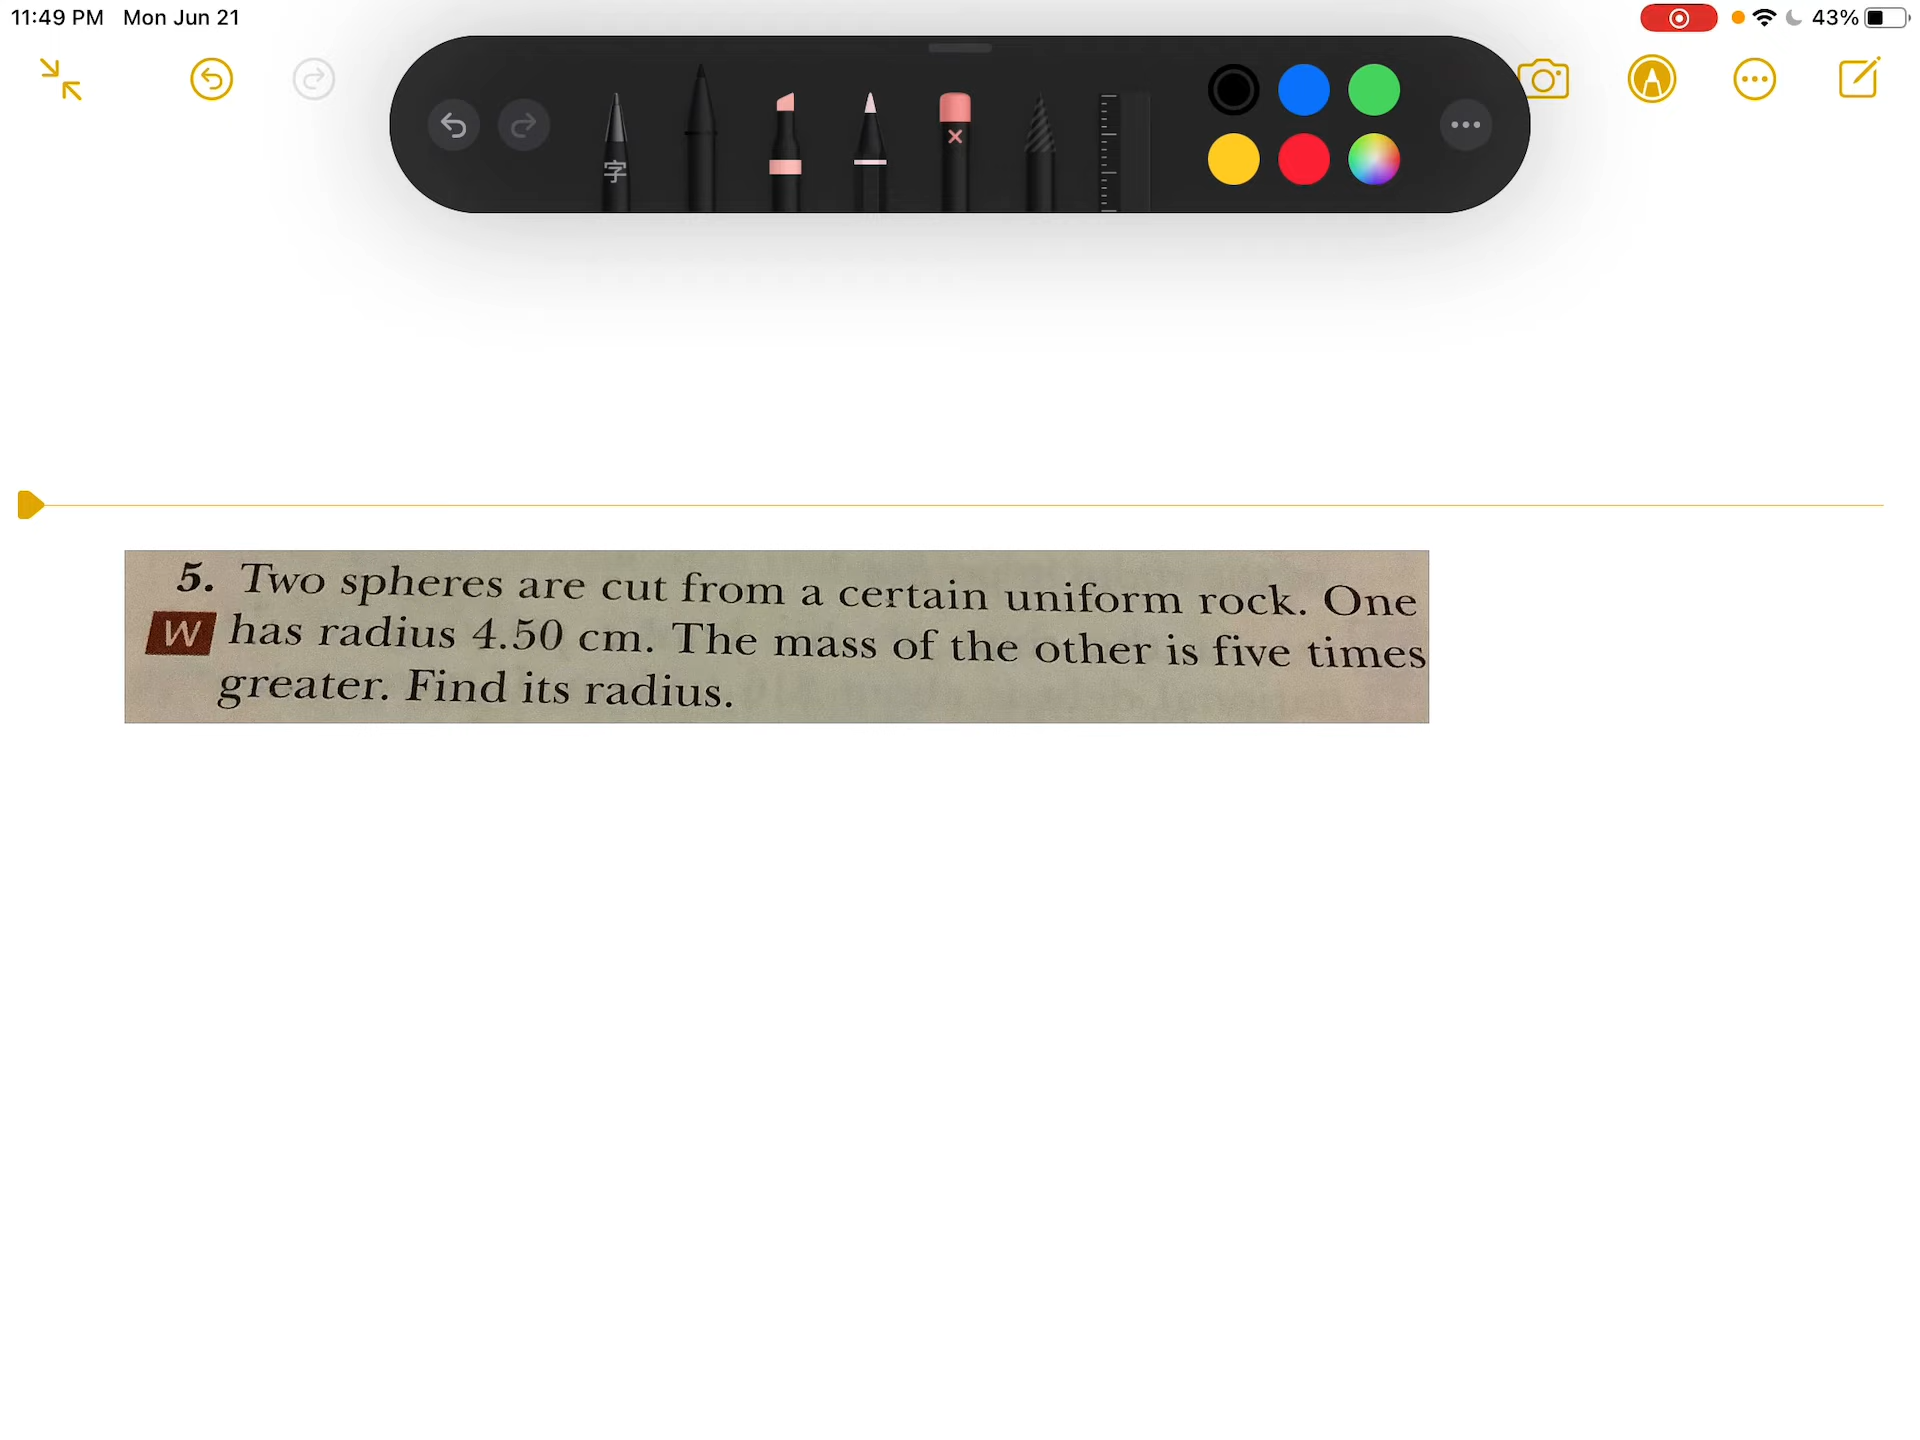 11:49 PM Mon Jun 21
43%
字
5. Two spheres are cut from a certain uniform rock. One
W has radius 4.50 cm. The mass of the other is five times
greater. Find its radius.